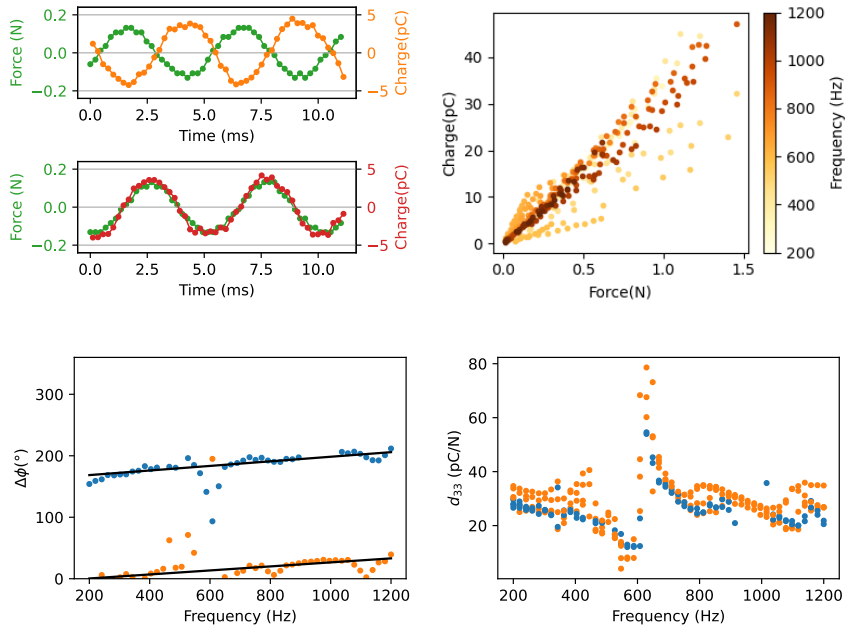 0.2
0.0
−0.2
Force (N)
5
0
−5
Charge(pC)
0.0 2.5 5.0 7.5 10.0
Time (ms)
0.2
0.0
−0.2
Force (N)
5
0
−5
Charge(pC)
0.0 2.5 5.0 7.5 10.0
Time (ms)
40
30
20
10
0
Charge(pC)
0.0 0.5 1.0 1.5
Force(N)
1200
1000
800
600
400
200
Frequency (Hz)
300
200
100
0
Δϕ(°)
200 400 600 800 1000 1200
Frequency (Hz)
80
60
40
20
d33 (pC/N)
200 400 600 800 1000 1200
Frequency (Hz)